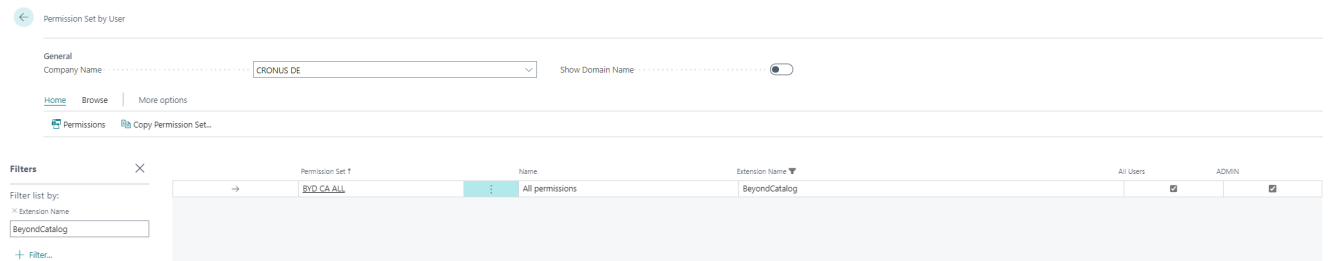 Permission Set by User
General
Company Name CRONUS DE Show Domain Name
Home Browse More options
Permissions Copy Permission Set...
Filters
Filter list by:
× Extension Name
BeyondCatalog
+ Filter...
Permission Set ↑ Name Extension Name All Users ADMIN
→ BYD CA ALL All permissions BeyondCatalog